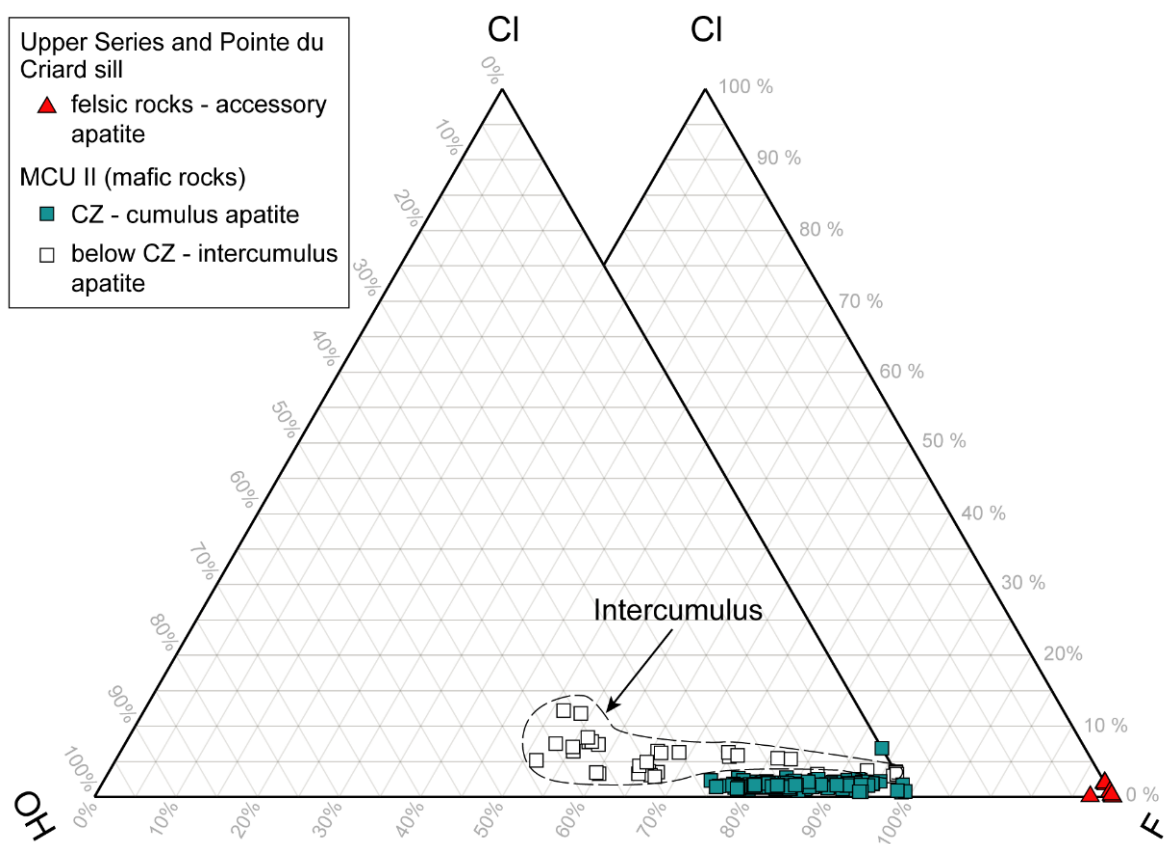 Upper Series and Pointe du
Criard sill
felsic rocks - accessory
apatite
MCU II (mafic rocks)
CZ - cumulus apatite
below CZ - intercumulus
apatite
Cl
Cl
0%
10%
20%
30%
40%
50%
60%
70%
80%
90%
100%
100 %
90 %
80 %
70 %
60 %
50 %
40 %
30 %
20%
10 %
0 %
Intercumulus
OH
F
0%
10%
20%
30%
40%
50%
60%
70%
80%
90%
100%